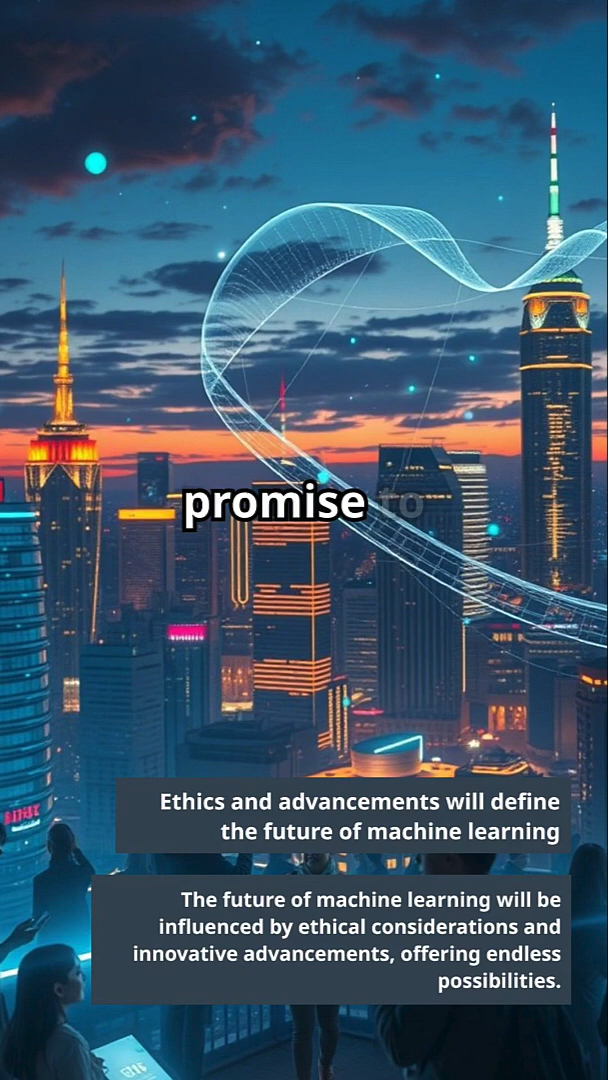 promise to
Ethics and advancements will define
the future of machine learning
The future of machine learning will be
influenced by ethical considerations and
innovative advancements, offering endless
possibilities.